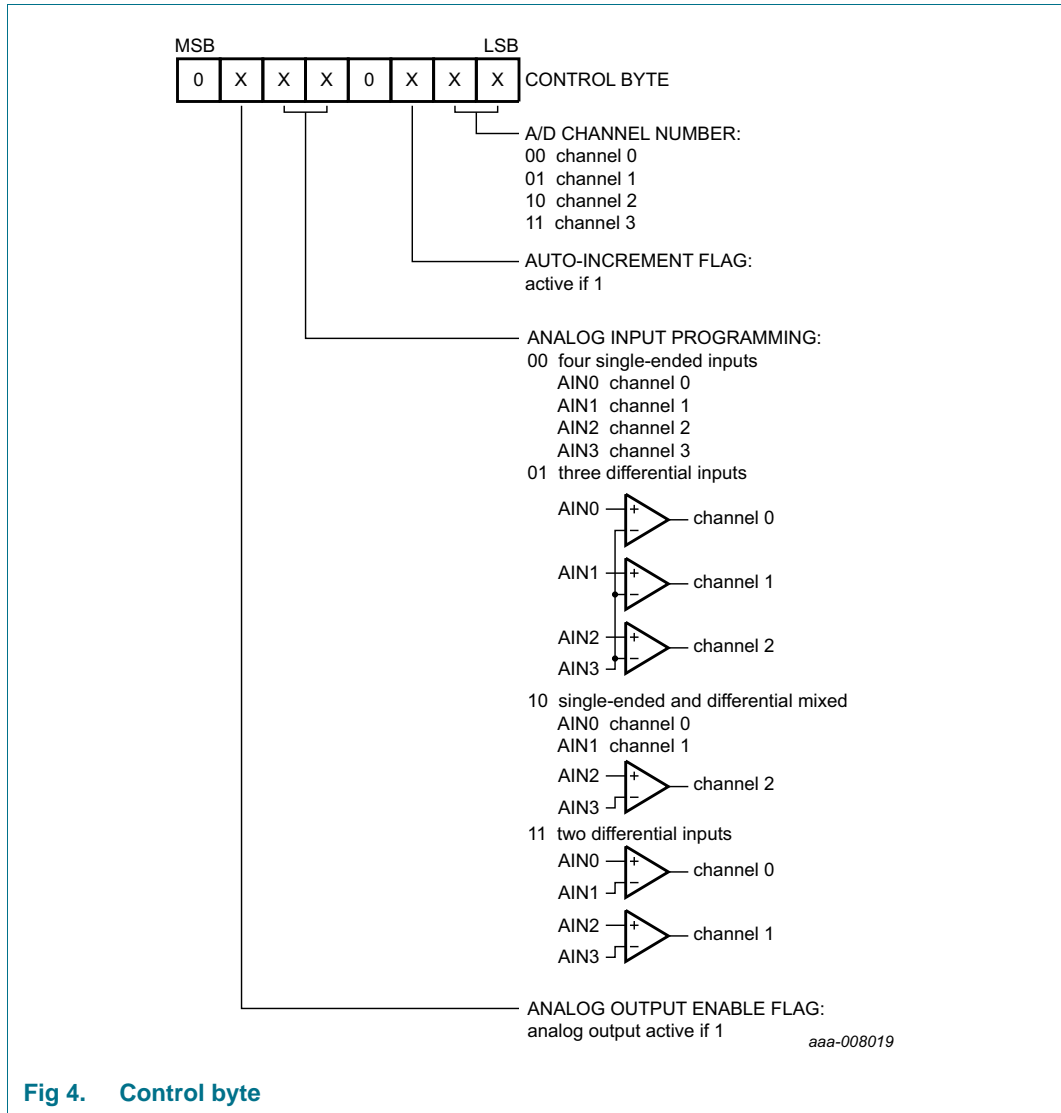 MSB LSB
0 X X X 0 X X X CONTROL BYTE
A/D CHANNEL NUMBER:
00 channel 0
01 channel 1
10 channel 2
11 channel 3
AUTO-INCREMENT FLAG:
active if 1
ANALOG INPUT PROGRAMMING:
00 four single-ended inputs
AIN0 channel 0
AIN1 channel 1
AIN2 channel 2
AIN3 channel 3
01 three differential inputs
AIN0 + − channel 0
AIN1 + − channel 1
AIN2 + − channel 2
AIN3
10 single-ended and differential mixed
AIN0 channel 0
AIN1 channel 1
AIN2 + − channel 2
AIN3
11 two differential inputs
AIN0 + − channel 0
AIN1
AIN2 + − channel 1
AIN3
ANALOG OUTPUT ENABLE FLAG:
analog output active if 1
aaa-008019
Fig 4. Control byte